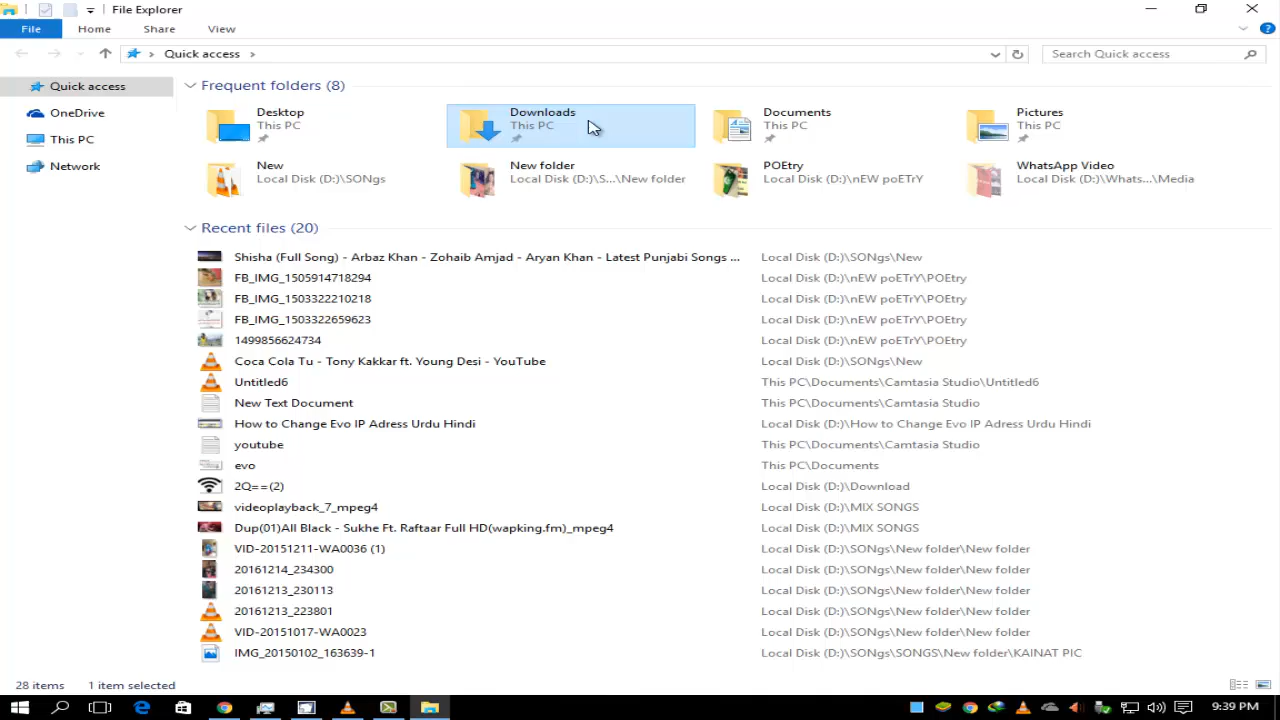 File Explorer
File Home Share View
Quick access
Search Quick access
Quick access
OneDrive
This PC
Network
Frequent folders (8)
Desktop
This PC
Downloads
This PC
Documents
This PC
Pictures
This PC
New
Local Disk (D:)\SONgs
New folder
Local Disk (D:)\S...\New folder
POEtry
Local Disk (D:)\nEW poETrY
WhatsApp Video
Local Disk (D:)\Whats...\Media
Recent files (20)
Shisha (Full Song) - Arbaz Khan - Zohaib Amjad - Aryan Khan - Latest Punjabi Songs ... Local Disk (D:)\SONgs\New
FB_IMG_1505914718294 Local Disk (D:)\nEW poETrY\POEtry
FB_IMG_1503322210218 Local Disk (D:)\nEW poETrY\POEtry
FB_IMG_1503322659623 Local Disk (D:)\nEW poETrY\POEtry
1499856624734 Local Disk (D:)\nEW poETrY\POEtry
Coca Cola Tu - Tony Kakkar ft. Young Desi - YouTube Local Disk (D:)\SONgs\New
Untitled6 This PC\Documents\Camtasia Studio\Untitled6
New Text Document This PC\Documents\Camtasia Studio
How to Change Evo IP Adress Urdu Hindi Local Disk (D:)\How to Change Evo IP Adress Urdu Hindi
youtube This PC\Documents\Camtasia Studio
evo This PC\Documents
2Q==(2) Local Disk (D:)\Download
videoplayback_7_mpeg4 Local Disk (D:)\MIX SONGS
Dup(01)All Black - Sukhe Ft. Raftaar Full HD(wapking.fm)_mpeg4 Local Disk (D:)\MIX SONGS
VID-20151211-WA0036 (1) Local Disk (D:)\SONgs\New folder\New folder
20161214_234300 Local Disk (D:)\SONgs\New folder\New folder
20161213_230113 Local Disk (D:)\SONgs\New folder\New folder
20161213_223801 Local Disk (D:)\SONgs\New folder\New folder
VID-20151017-WA0023 Local Disk (D:)\SONgs\New folder\New folder
IMG_20150102_163639-1 Local Disk (D:)\SONgs\SONGS\New folder\KAINAT PIC
28 items 1 item selected
9:39 PM